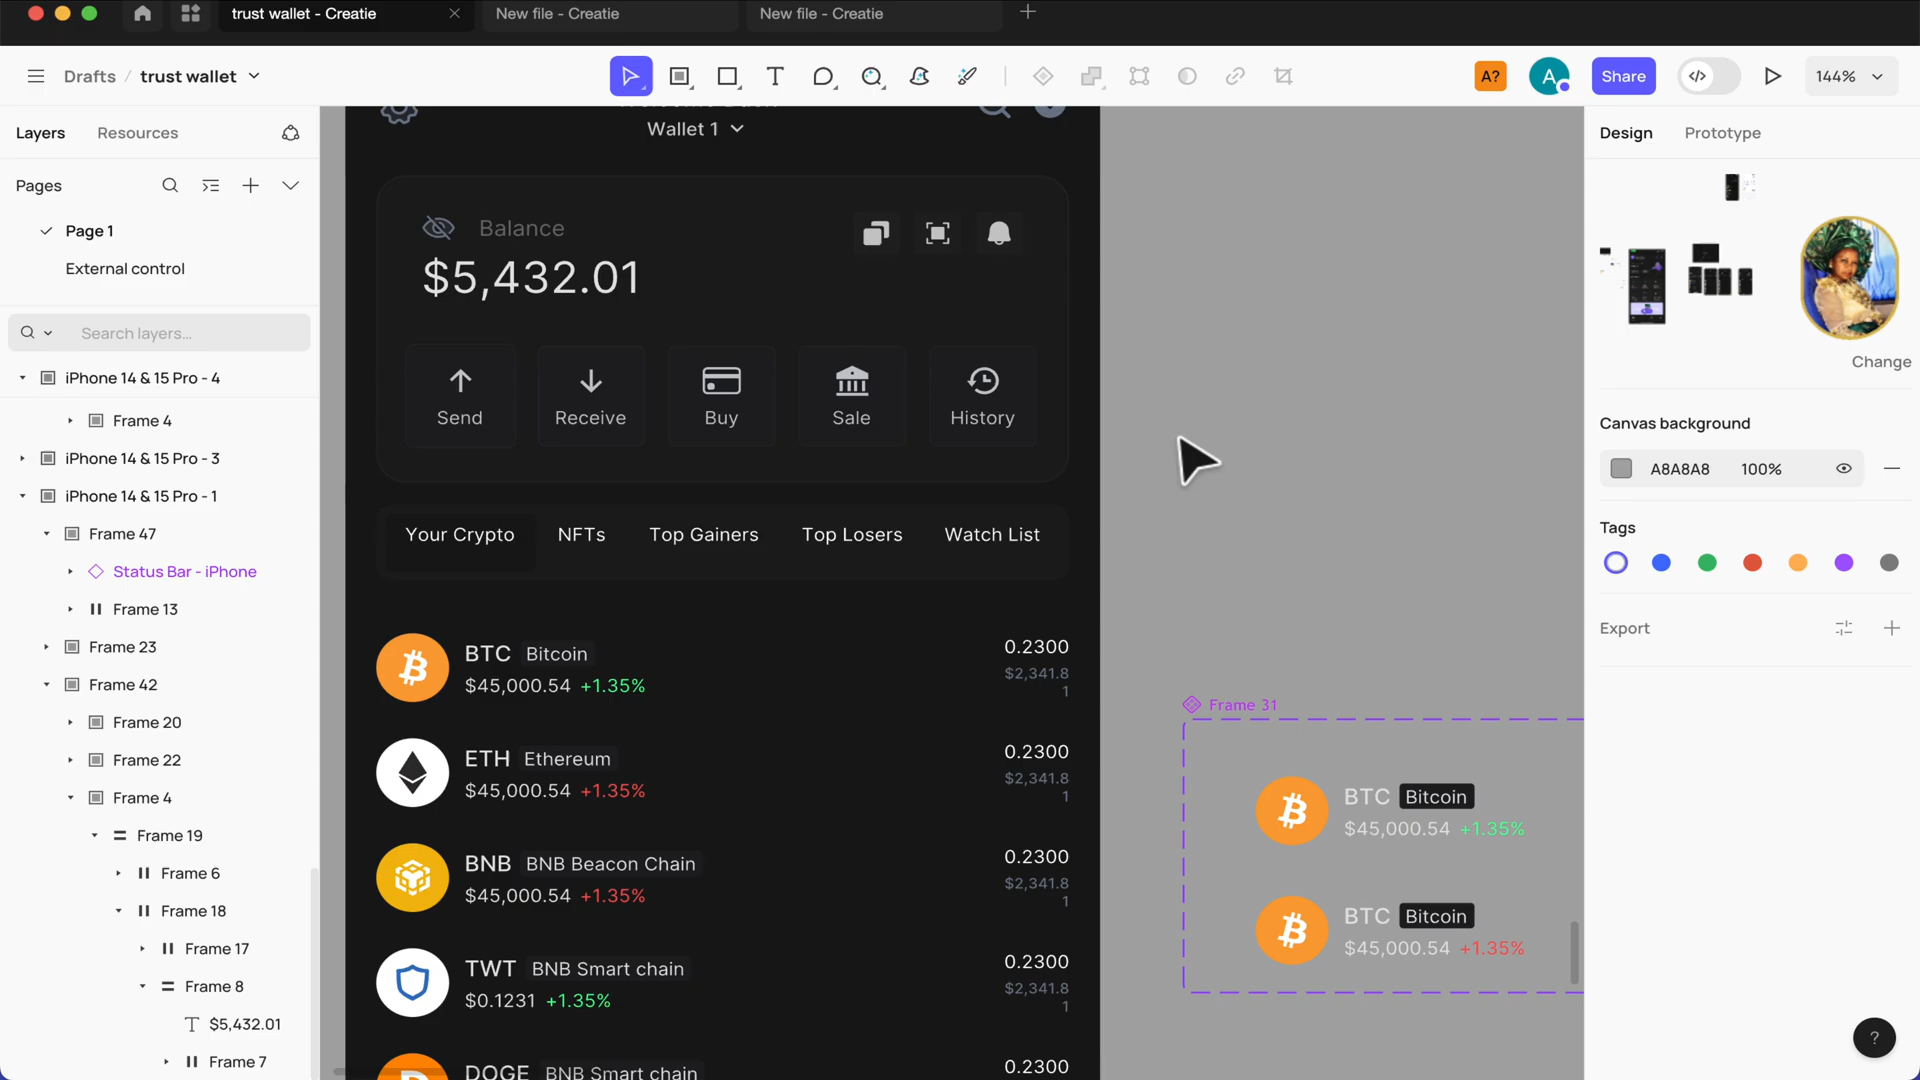 trust wallet - Creatie
New file - Creatie
New file - Creatie
Drafts / trust wallet
A?
A
Share
144%
Layers
Resources
Pages
Page 1
External control
Search layers...
iPhone 14 & 15 Pro - 4
Frame 4
iPhone 14 & 15 Pro - 3
iPhone 14 & 15 Pro - 1
Frame 47
Status Bar - iPhone
Frame 13
Frame 23
Frame 42
Frame 20
Frame 22
Frame 4
Frame 19
Frame 6
Frame 18
Frame 17
Frame 8
$5,432.01
Frame 7
Wallet 1
Balance
$5,432.01
Send
Receive
Buy
Sale
History
Your Crypto
NFTs
Top Gainers
Top Losers
Watch List
BTC Bitcoin
$45,000.54 +1.35%
0.2300
$2,341.8
1
ETH Ethereum
$45,000.54 +1.35%
0.2300
$2,341.8
1
BNB BNB Beacon Chain
$45,000.54 +1.35%
0.2300
$2,341.8
1
TWT BNB Smart chain
$0.1231 +1.35%
0.2300
$2,341.8
1
DOGE BNB Smart chain
0.2300
Frame 31
BTC Bitcoin
$45,000.54 +1.35%
BTC Bitcoin
$45,000.54 +1.35%
Design
Prototype
Change
Canvas background
A8A8A8
100%
Tags
Export
?